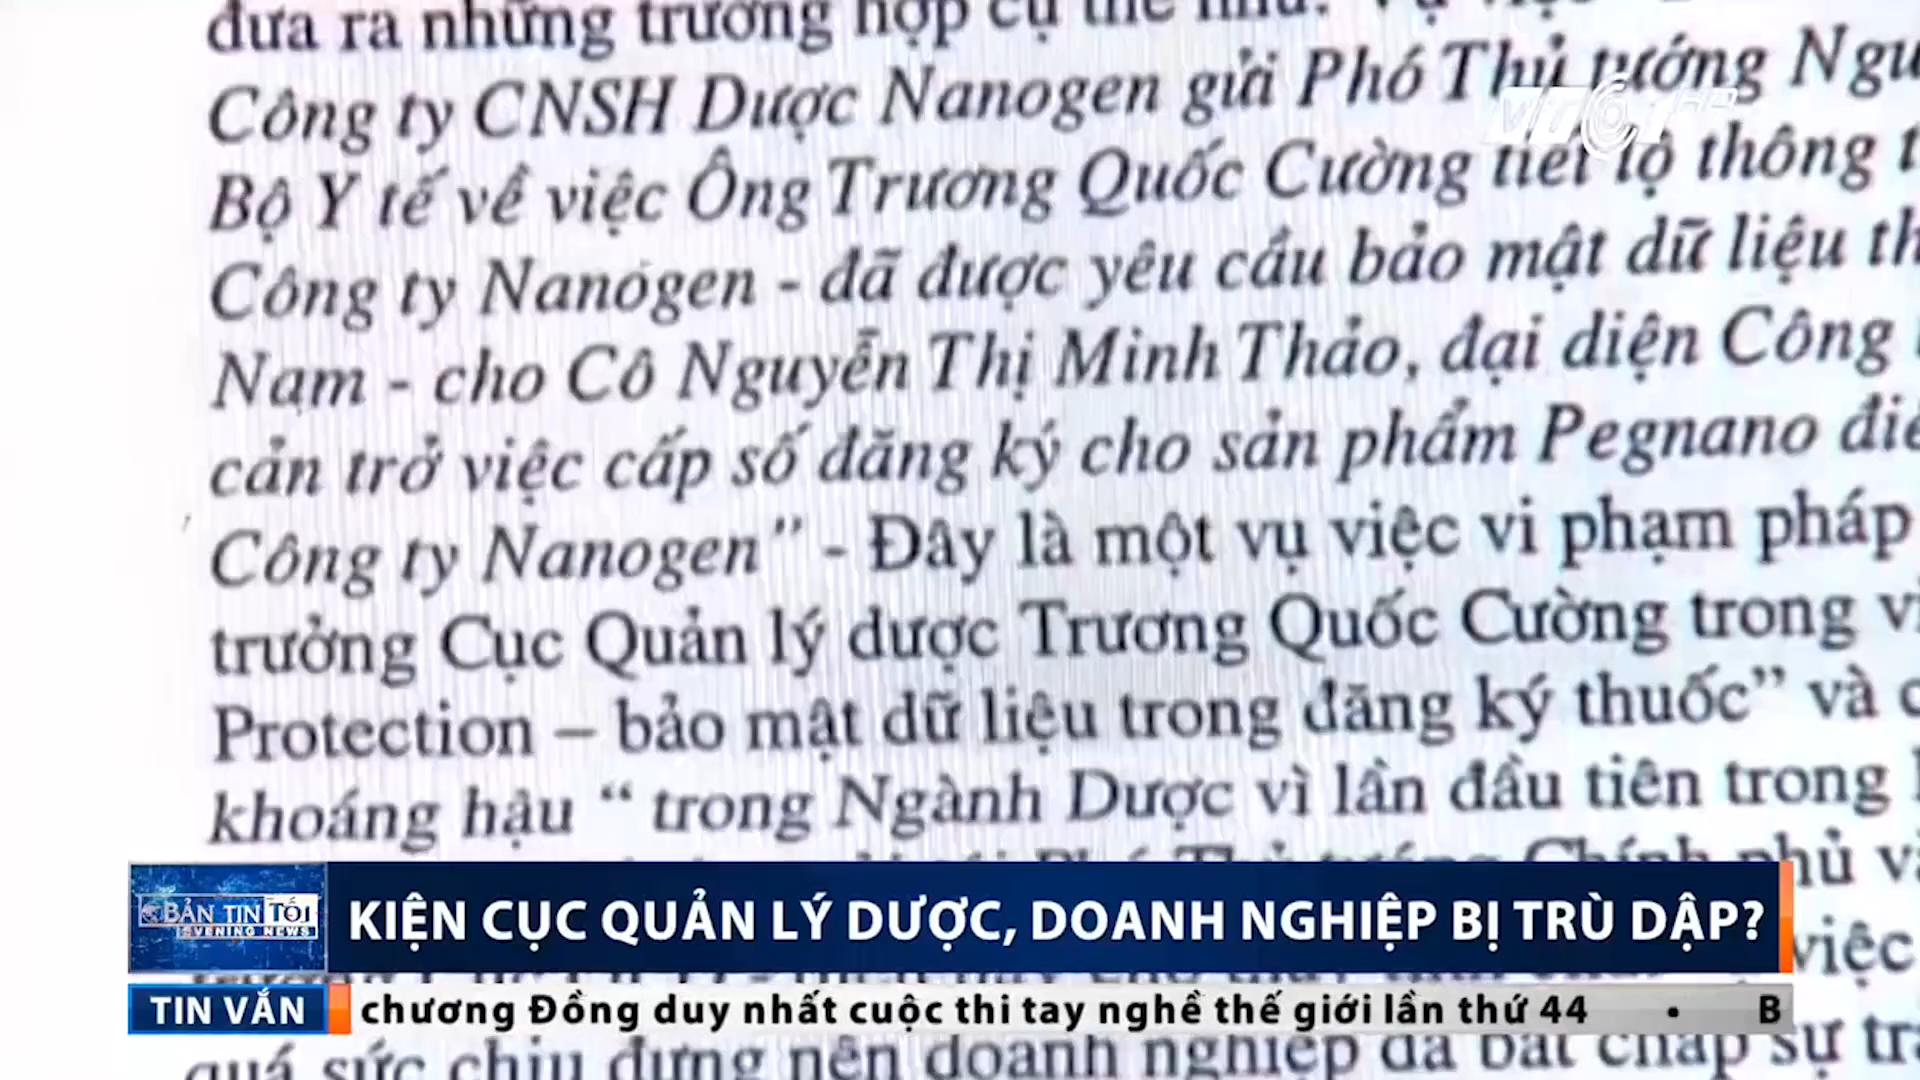 đưa ra những trường hợp cụ thể như:
Công ty CNSH Dược Nanogen gửi Phó Thủ tướng
VTC1 HD
Bộ Y tế về việc Ông Trương Quốc Cường tiết lộ thông
Công ty Nanogen - đã được yêu cầu bảo mật dữ liệu
Nam - cho Cô Nguyễn Thị Minh Thảo, đại diện Công
cản trở việc cấp số đăng ký cho sản phẩm Pegnano
Công ty Nanogen" - Đây là một vụ việc vi phạm pháp
trưởng Cục Quản lý dược Trương Quốc Cường trong
Protection – bảo mật dữ liệu trong đăng ký thuốc" và
khoáng hậu " trong Ngành Dược vì lần đầu tiên trong
BẢN TIN TỐI
EVENING NEWS
KIỆN CỤC QUẢN LÝ DƯỢC, DOANH NGHIỆP BỊ TRÙ DẬP?
việc
TIN VẮN
chương Đồng duy nhất cuộc thi tay nghề thế giới lần thứ 44 • B
quá sức chịu đựng nên doanh nghiệp đã bất chấp sự